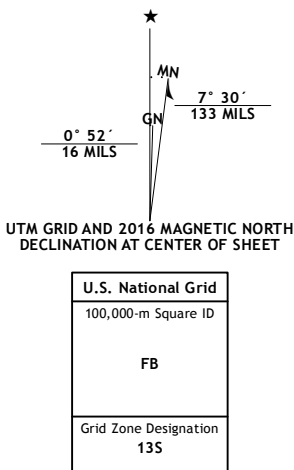 ★
MN
7° 30´
133 MILS
GN
0° 52´
16 MILS
UTM GRID AND 2016 MAGNETIC NORTH
DECLINATION AT CENTER OF SHEET
U.S. National Grid
100,000-m Square ID
FB
Grid Zone Designation
13S